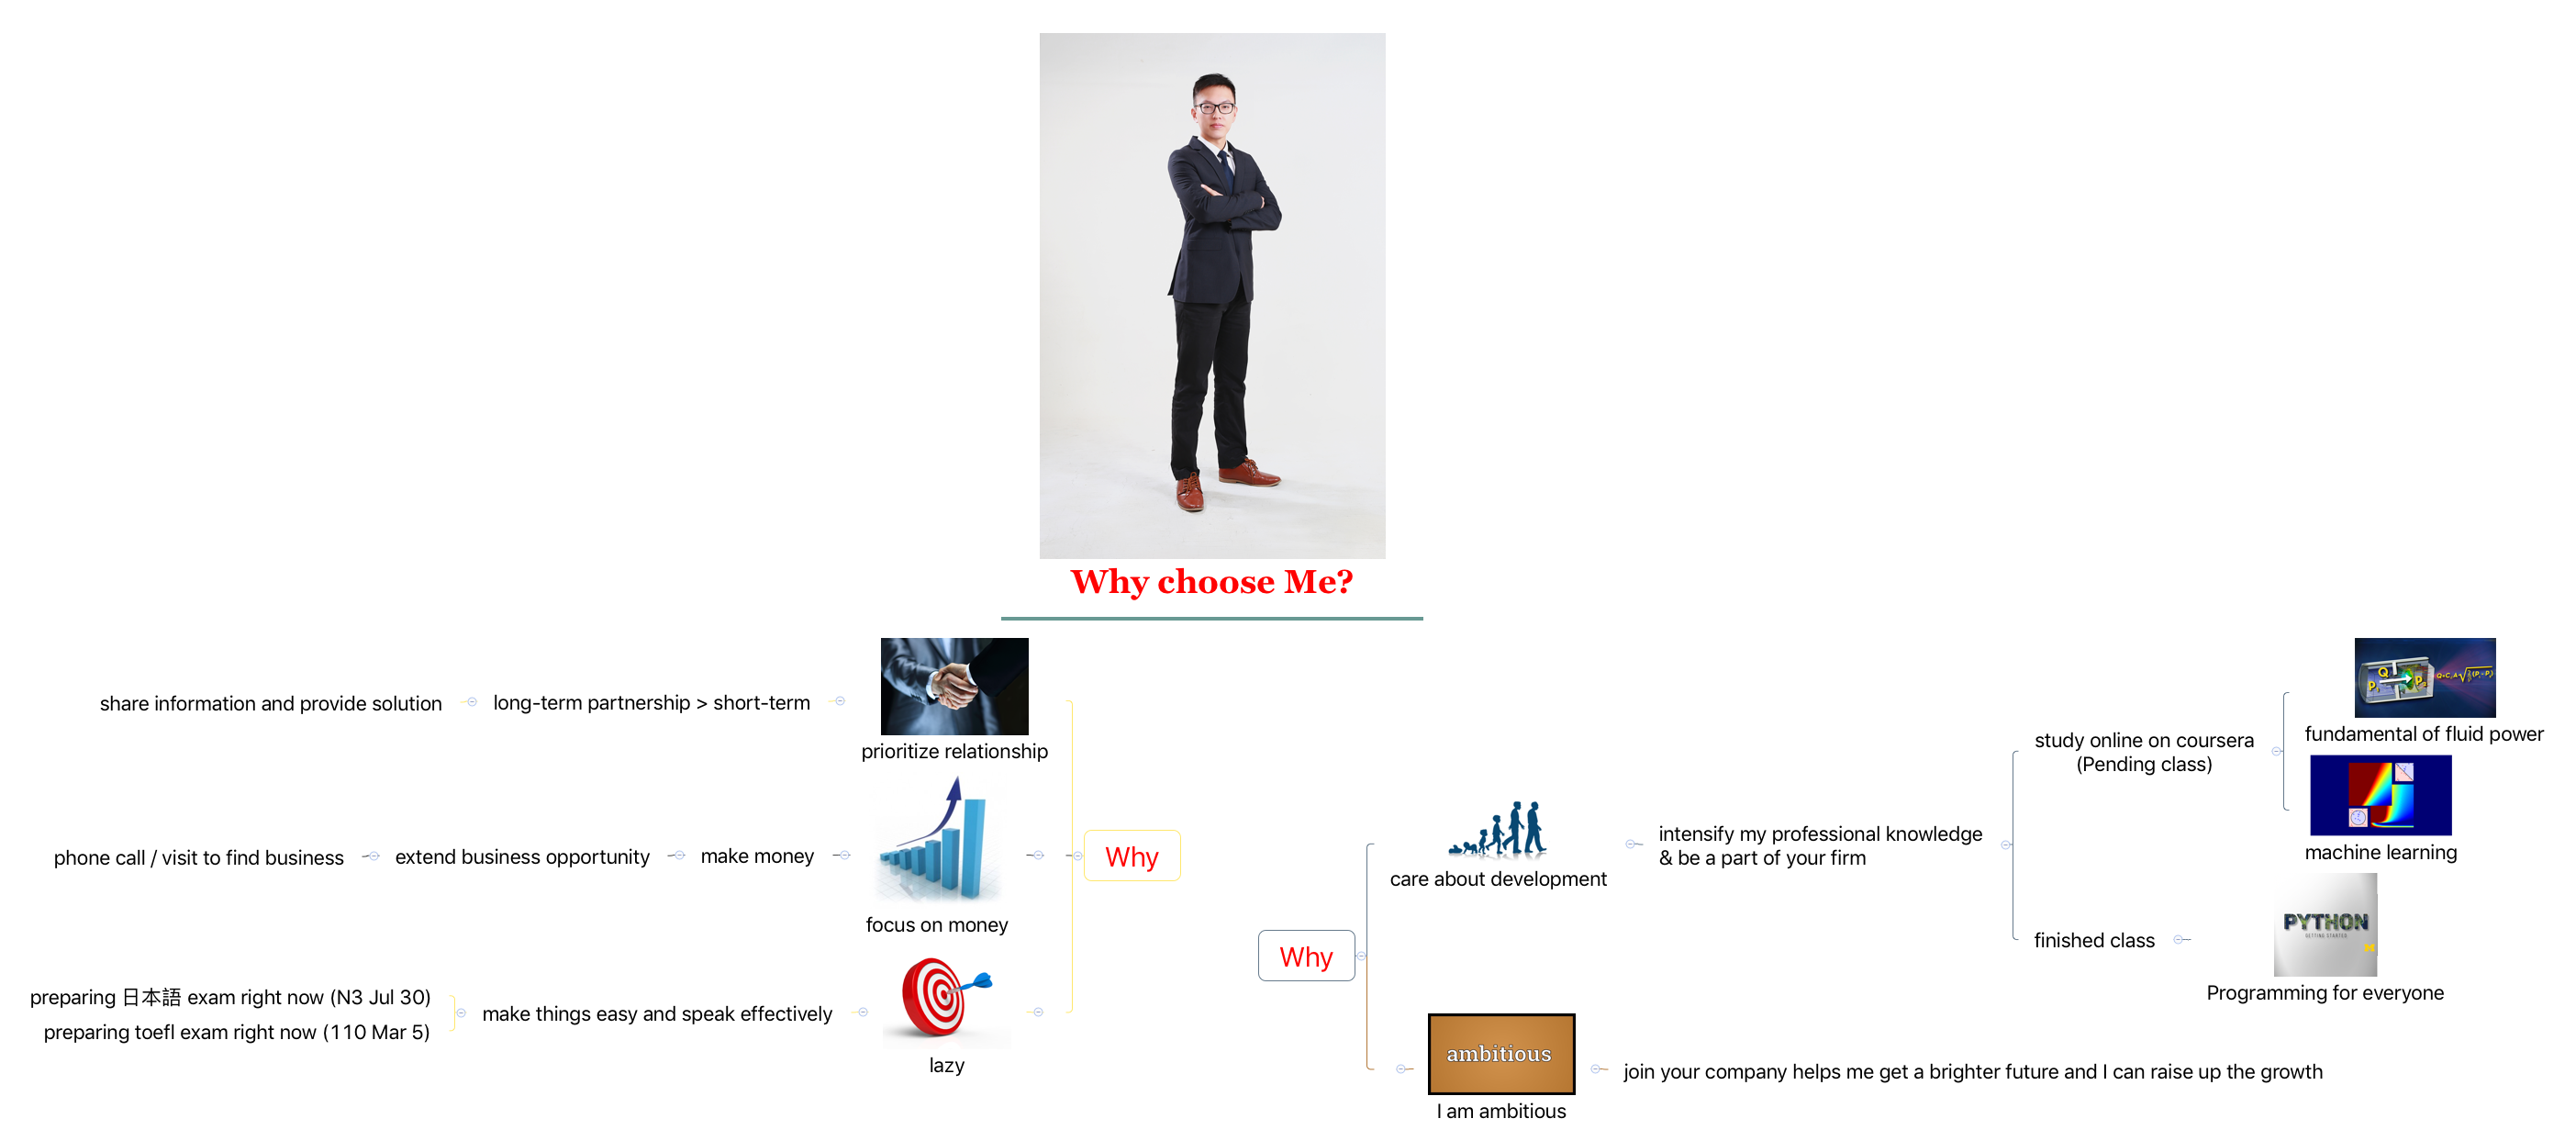 Why choose Me?
share information and provide solution
long-term partnership > short-term
prioritize relationship
phone call / visit to find business
extend business opportunity
make money
focus on money
Why
preparing 日本語 exam right now (N3 Jul 30)
preparing toefl exam right now (110 Mar 5)
make things easy and speak effectively
lazy
Why
care about development
intensify my professional knowledge
& be a part of your firm
study online on coursera
(Pending class)
fundamental of fluid power
machine learning
finished class
PYTHON
GETTING STARTED
M
Programming for everyone
ambitious
I am ambitious
join your company helps me get a brighter future and I can raise up the growth